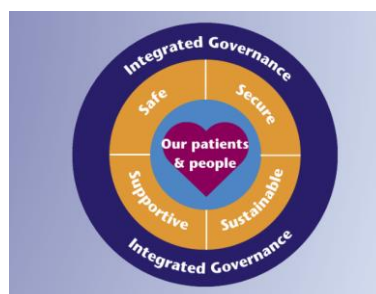 Integrated Governance
Safe
Secure
Our patients
& people
Supportive
Sustainable
Integrated Governance